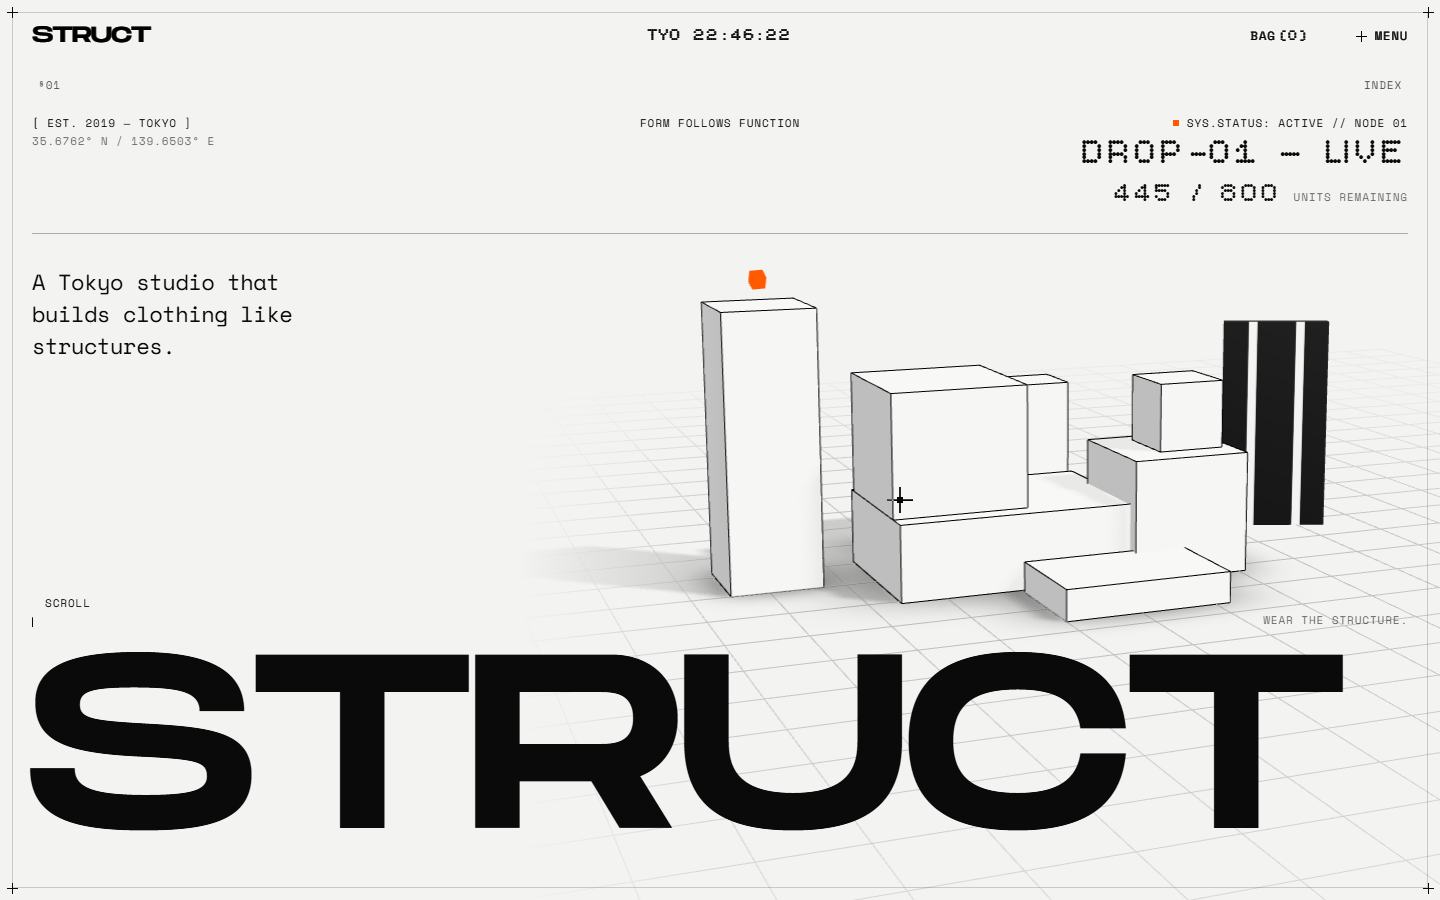 STRUCT
TYO 22:46:22
BAG [0]
MENU
§01
INDEX
[ EST. 2019 — TOKYO ]
35.6762° N / 139.6503° E
FORM FOLLOWS FUNCTION
SYS.STATUS: ACTIVE // NODE 01
DROP-01 — LIVE
445 / 800 UNITS REMAINING
A Tokyo studio that
builds clothing like
structures.
SCROLL
WEAR THE STRUCTURE.
STRUCT